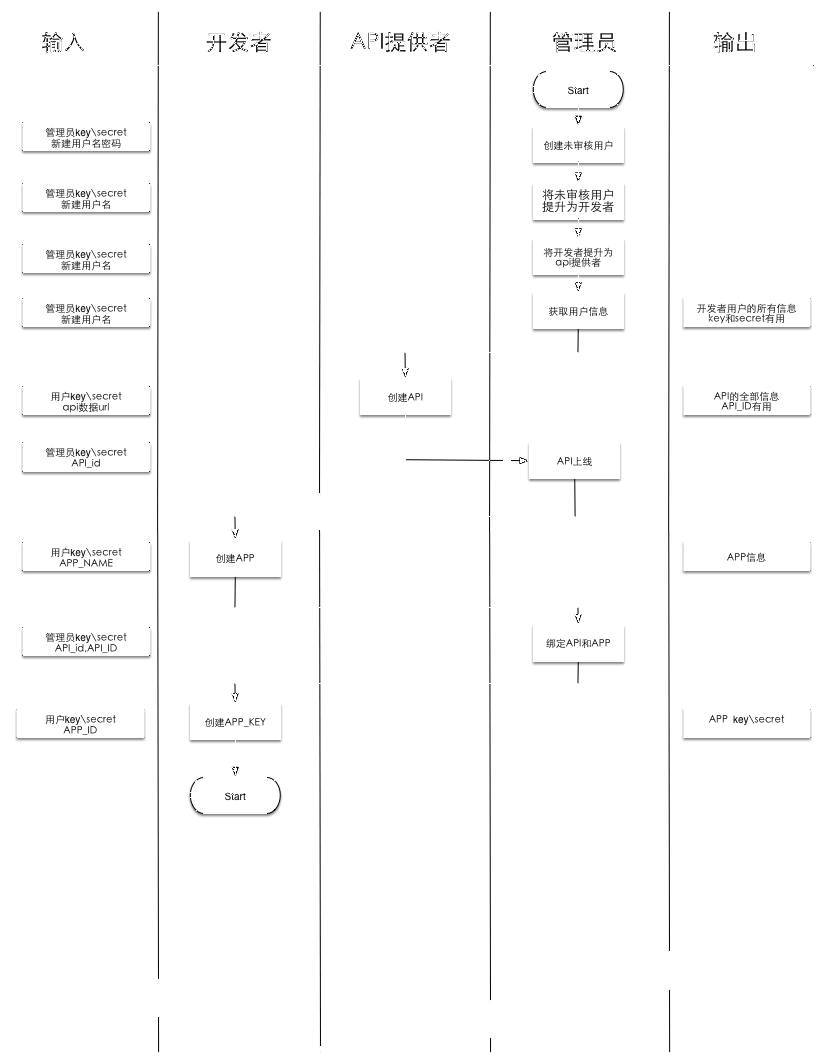 输入
开发者
API提供者
管理员
输出
Start
管理员key\secret
新建用户名密码
创建未审核用户
管理员key\secret
新建用户名
将未审核用户
提升为开发者
管理员key\secret
新建用户名
将开发者提升为
api提供者
管理员key\secret
新建用户名
获取用户信息
开发者用户的所有信息
key和secret有用
用户key\secret
api数据url
创建API
API的全部信息
API_ID有用
管理员key\secret
API_id
API上线
用户key\secret
APP_NAME
创建APP
APP信息
管理员key\secret
API_id,API_ID
绑定API和APP
用户key\secret
APP_ID
创建APP_KEY
APP key\secret
Start